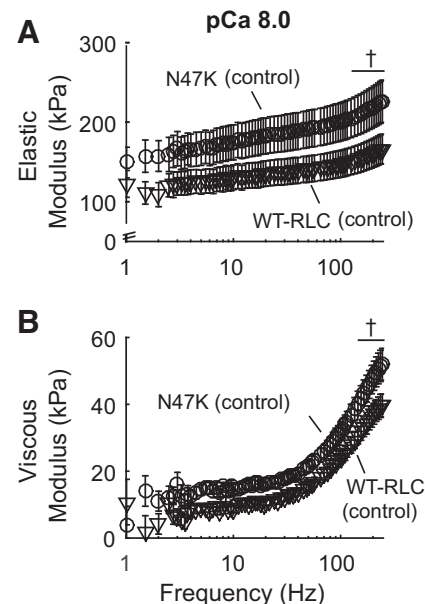 pCa 8.0
A
300
200
100
0
Elastic
Modulus (kPa)
N47K (control)
WT-RLC (control)
†
1
10
100
B
60
40
20
0
Viscous
Modulus (kPa)
N47K (control)
WT-RLC
(control)
†
1
10
100
Frequency (Hz)